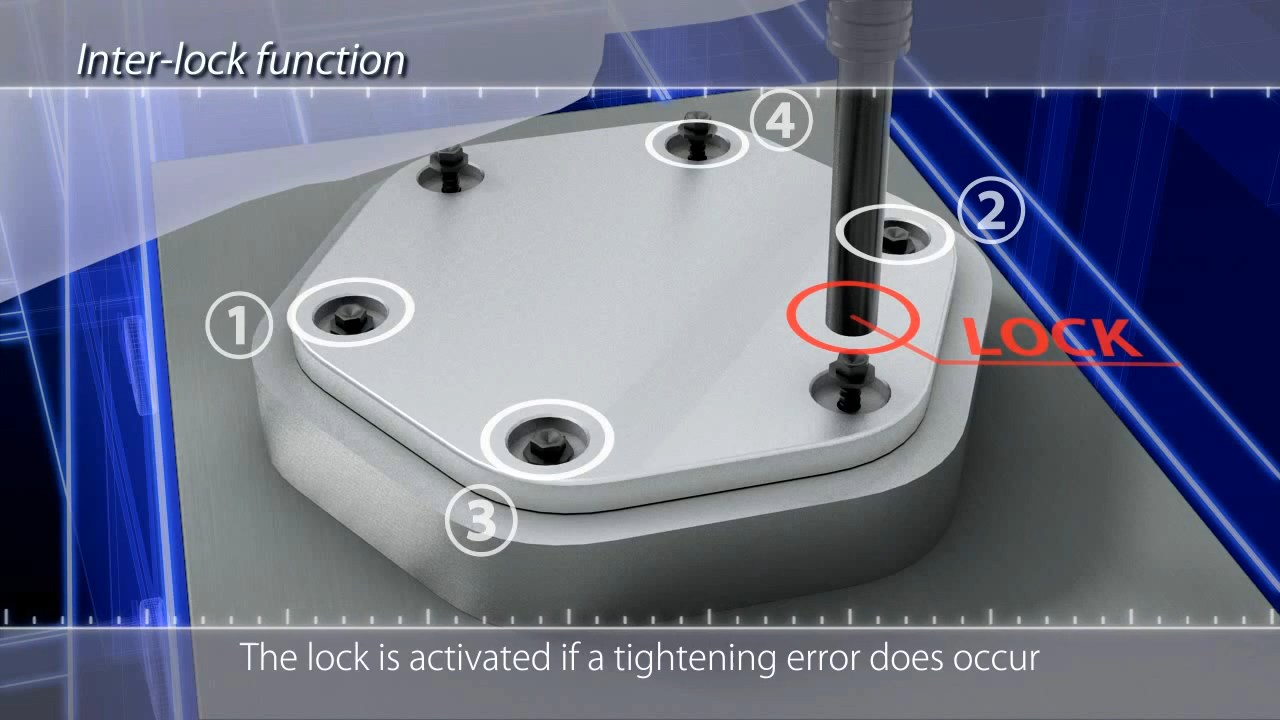 Inter-lock function
4
2
1
LOCK
3
The lock is activated if a tightening error does occur